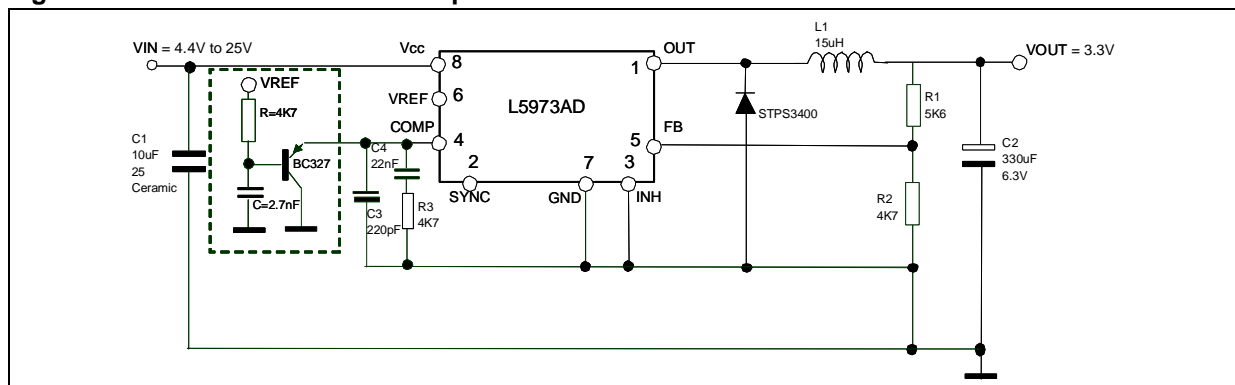 VIN = 4.4V to 25V
Vcc
8
OUT
1
L1
15uH
VOUT = 3.3V
VREF
R=4K7
VREF
6
L5973AD
COMP
4
FB
5
STPS3400
R1
5K6
C1
10uF
25
Ceramic
BC327
C=2.7nF
C4
22nF
2
SYNC
7
GND
3
INH
C3
220pF
R3
4K7
R2
4K7
C2
330uF
6.3V